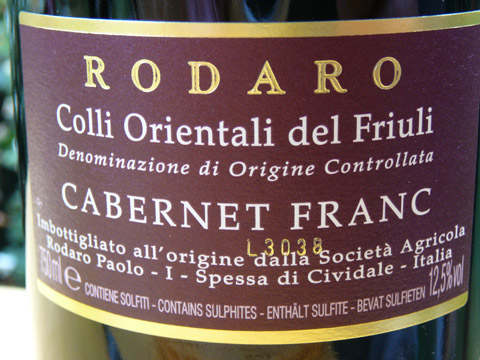 RODARO
Colli Orientali del Friuli
Denominazione di Origine Controllata
CABERNET FRANC
L3038
Imbottigliato all'origine dalla Società Agricola
Rodaro Paolo - I - Spessa di Cividale - Italia
750ml e 12,5%vol
CONTIENE SOLFITI - CONTAINS SULPHITES - ENTHÄLT SULFITE - BEVAT SULFIETEN